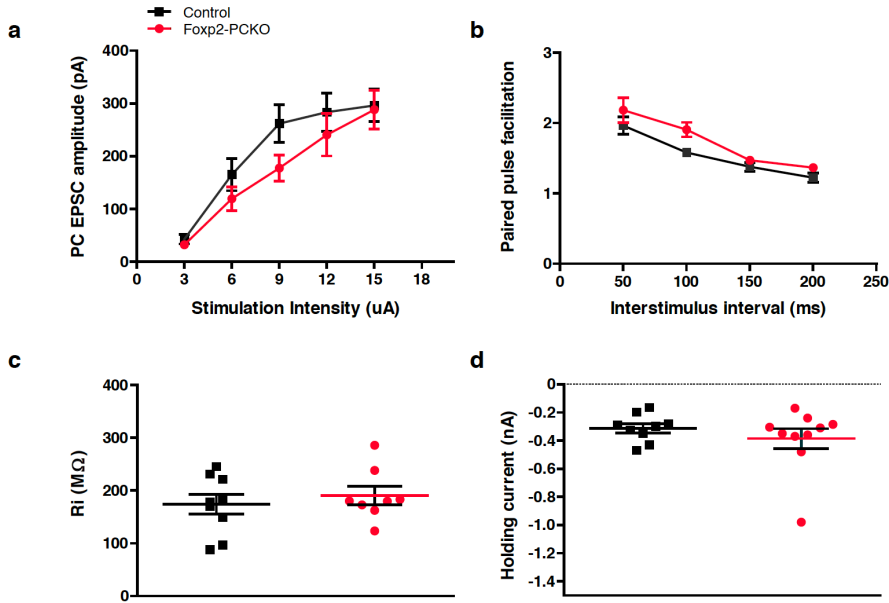 Control
Foxp2-PCKO
a
400
300
200
100
0
PC EPSC amplitude (pA)
0 3 6 9 12 15 18
Stimulation Intensity (uA)
b
3
2
1
0
Paired pulse facilitation
0 50 100 150 200 250
Interstimulus interval (ms)
c
400
300
200
100
0
Ri (MΩ)
d
0
-0.2
-0.4
-0.6
-0.8
-1.0
-1.2
-1.4
Holding current (nA)